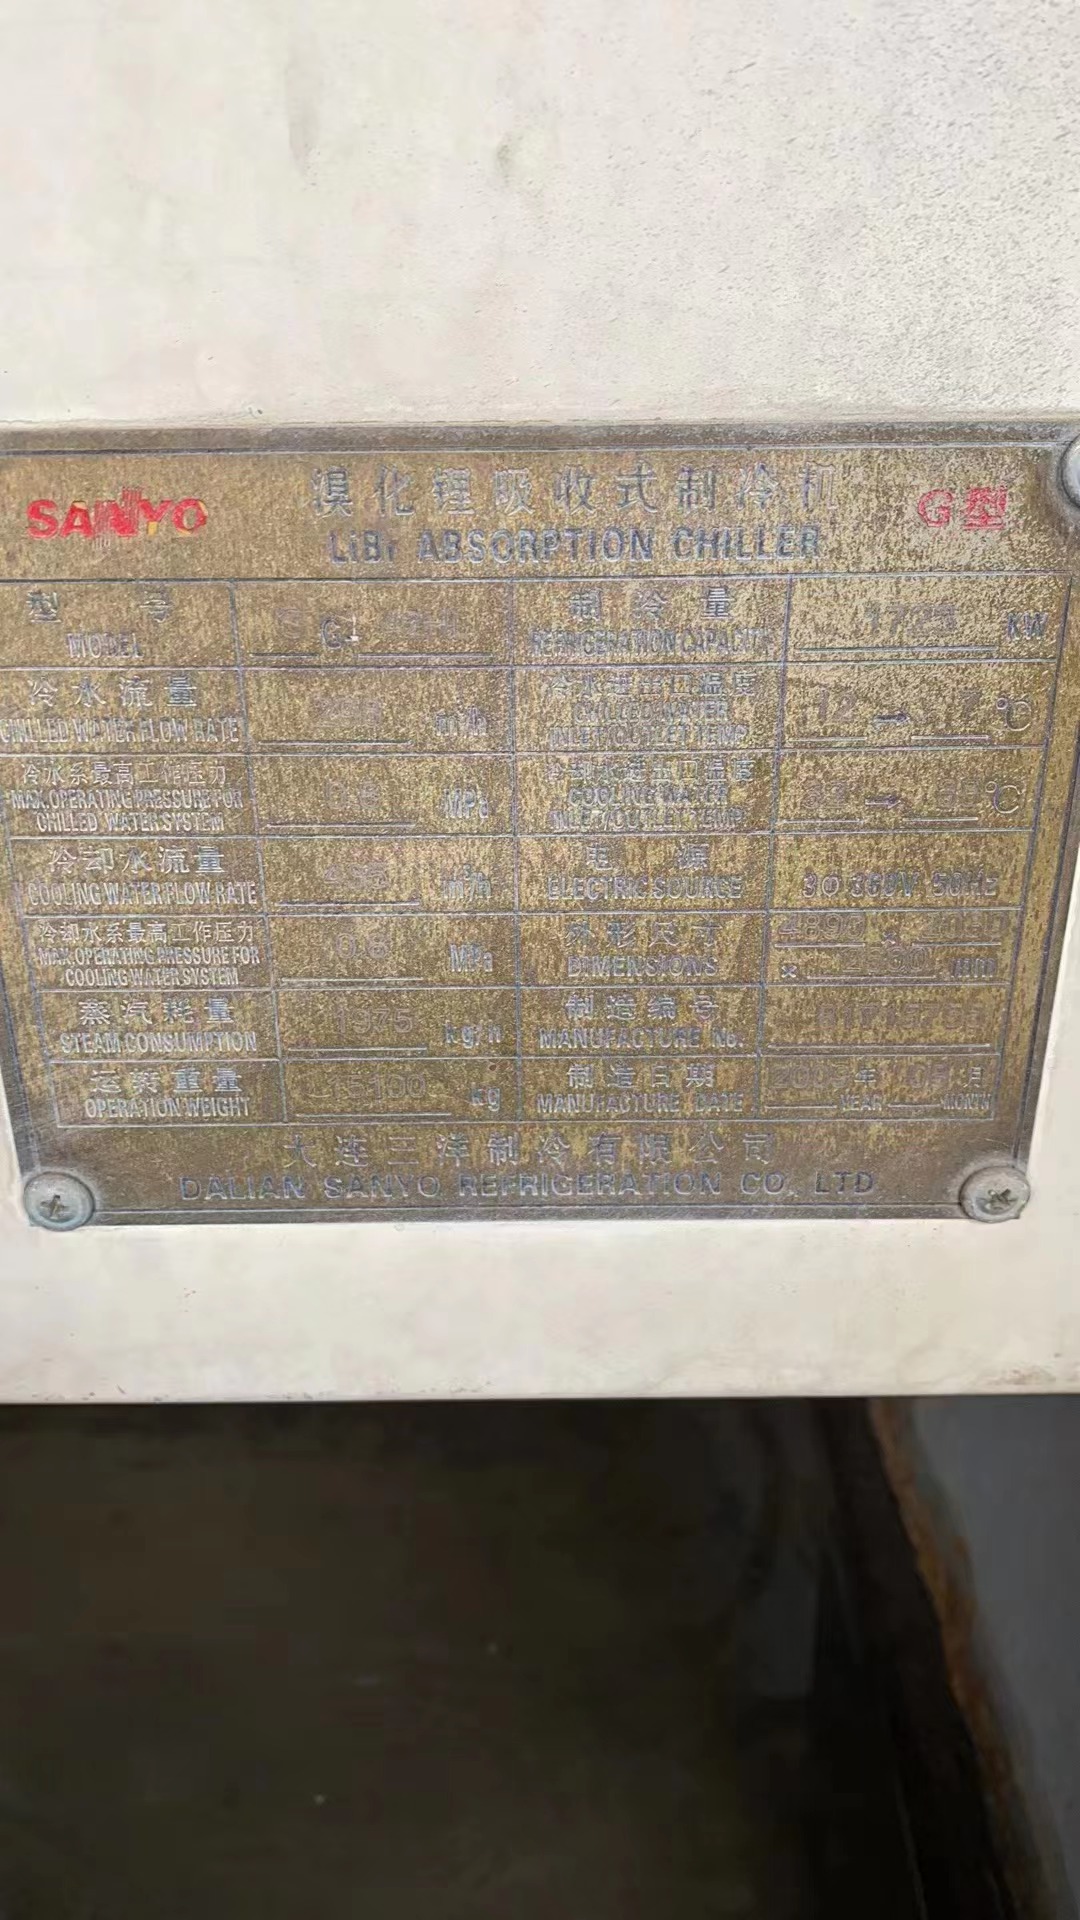 SANYO
溴化锂吸收式制冷机
G型
LiBr ABSORPTION CHILLER
型 号
MODEL
G-
制冷量
REFRIGERATION CAPACITY
KW
冷水流量
CHILLED WATER FLOW RATE
m³/h
冷水进出口温度
CHILLED WATER
INLET/OUTLET TEMP.
12 → 7 ℃
冷水系最高工作压力
MAX.OPERATING PRESSURE FOR
CHILLED WATER SYSTEM
MPa
冷却水进出口温度
COOLING WATER
INLET/OUTLET TEMP.
→ ℃
冷却水流量
COOLING WATER FLOW RATE
m³/h
电 源
ELECTRIC SOURCE
3Φ 380V 50Hz
冷却水系最高工作压力
MAX.OPERATING PRESSURE FOR
COOLING WATER SYSTEM
0.8 MPa
外形尺寸
DIMENSIONS
4890 ×
× mm
蒸汽耗量
STEAM CONSUMPTION
1975 kg/h
制造编号
MANUFACTURE No.
运转重量
OPERATION WEIGHT
15100 kg
制造日期
MANUFACTURE DATE
年 月
YEAR MONTH
大连三洋制冷有限公司
DALIAN SANYO REFRIGERATION CO., LTD